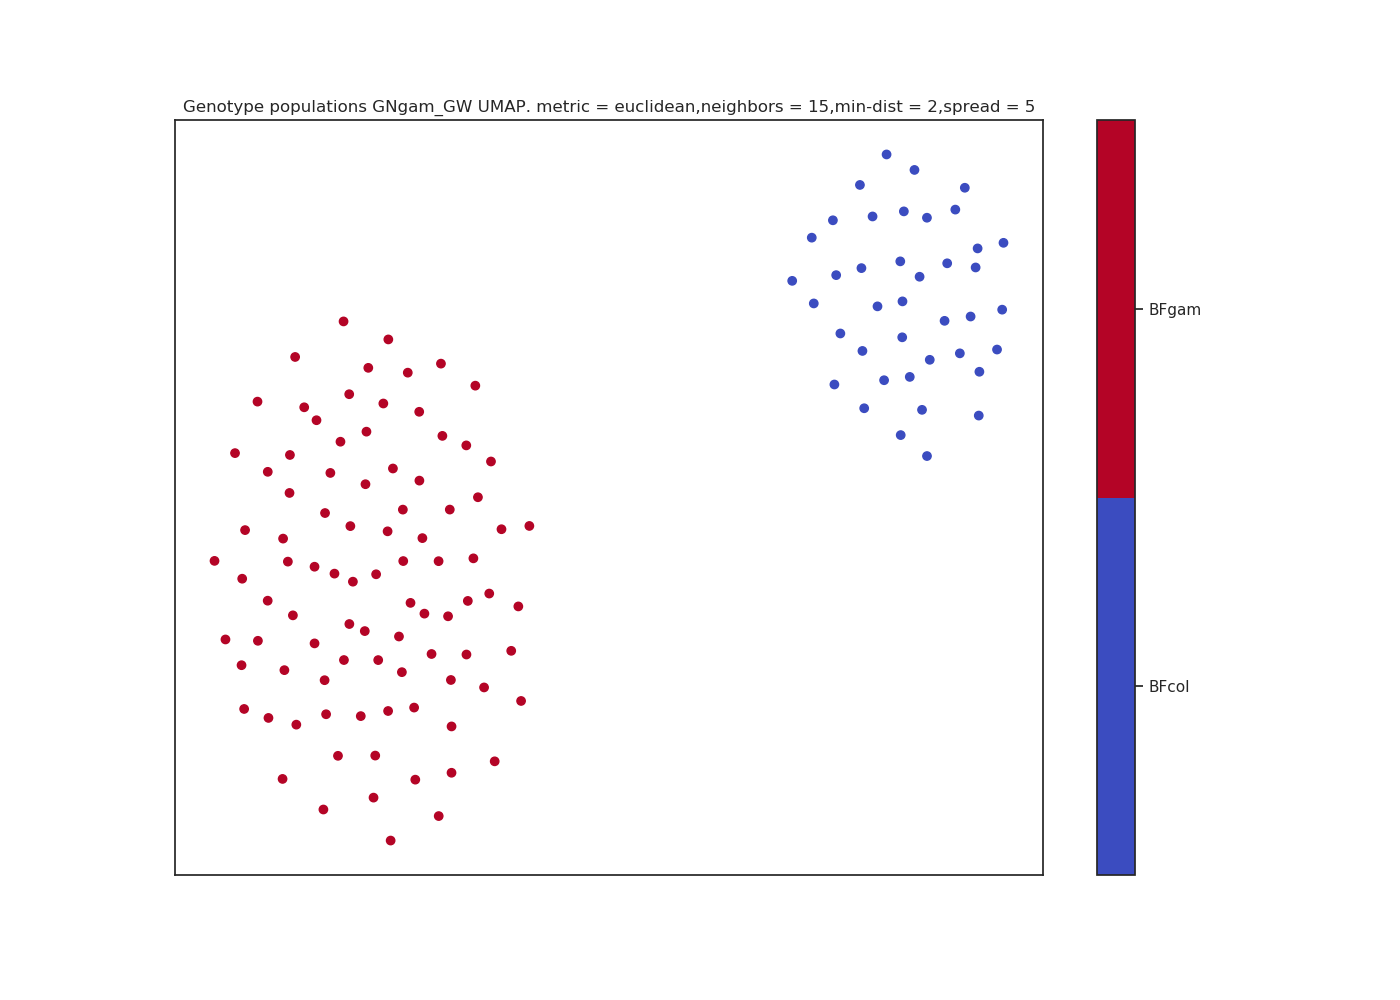 Genotype populations GNgam_GW UMAP. metric = euclidean,neighbors = 15,min-dist = 2,spread = 5
BFgam
BFcol